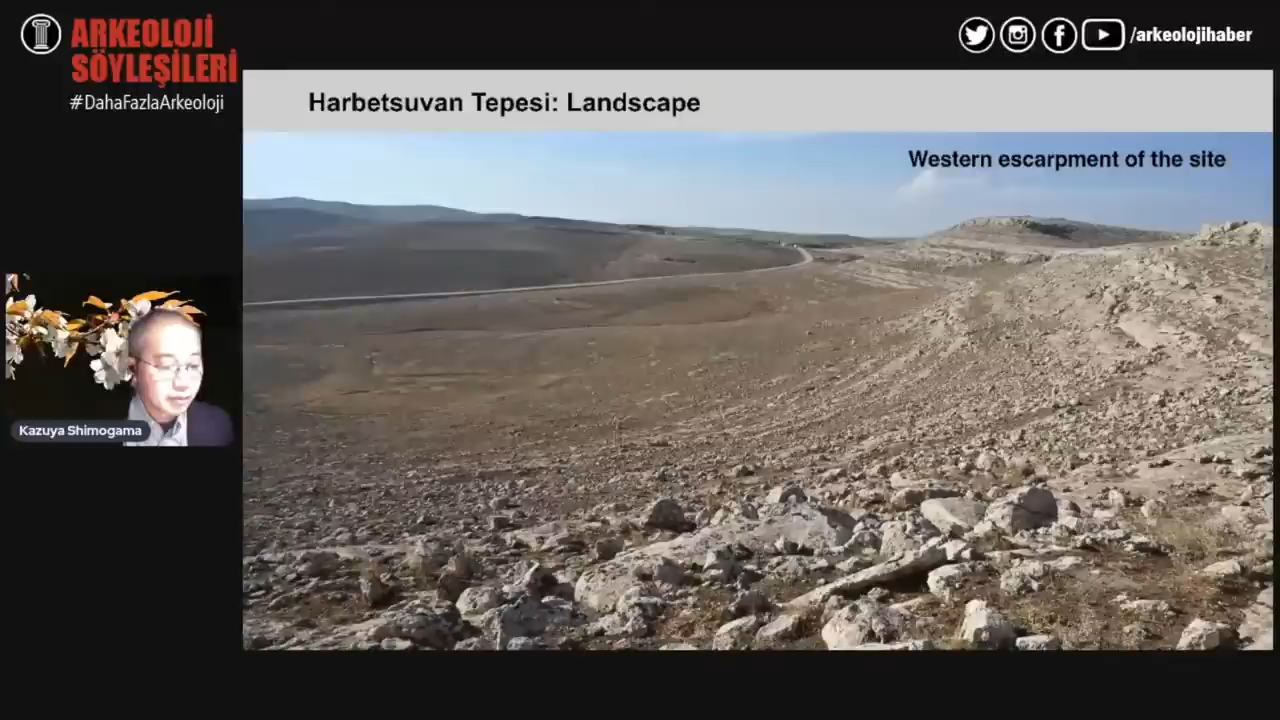 ARKEOLOJİ
SÖYLEŞİLERİ
#DahaFazlaArkeoloji
/arkeolojihaber
Harbetsuvan Tepesi: Landscape
Western escarpment of the site
Kazuya Shimogama